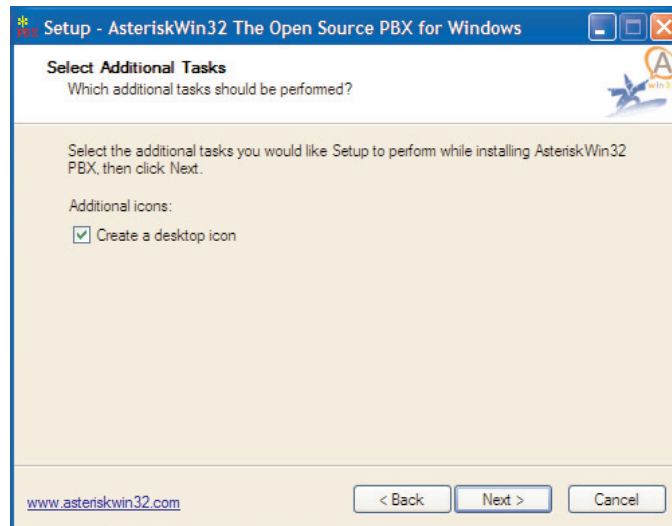 Setup - AsteriskWin32 The Open Source PBX for Windows
Select Additional Tasks
Which additional tasks should be performed?
Select the additional tasks you would like Setup to perform while installing AsteriskWin32
PBX, then click Next.
Additional icons:
Create a desktop icon
www.asteriskwin32.com
< Back
Next >
Cancel